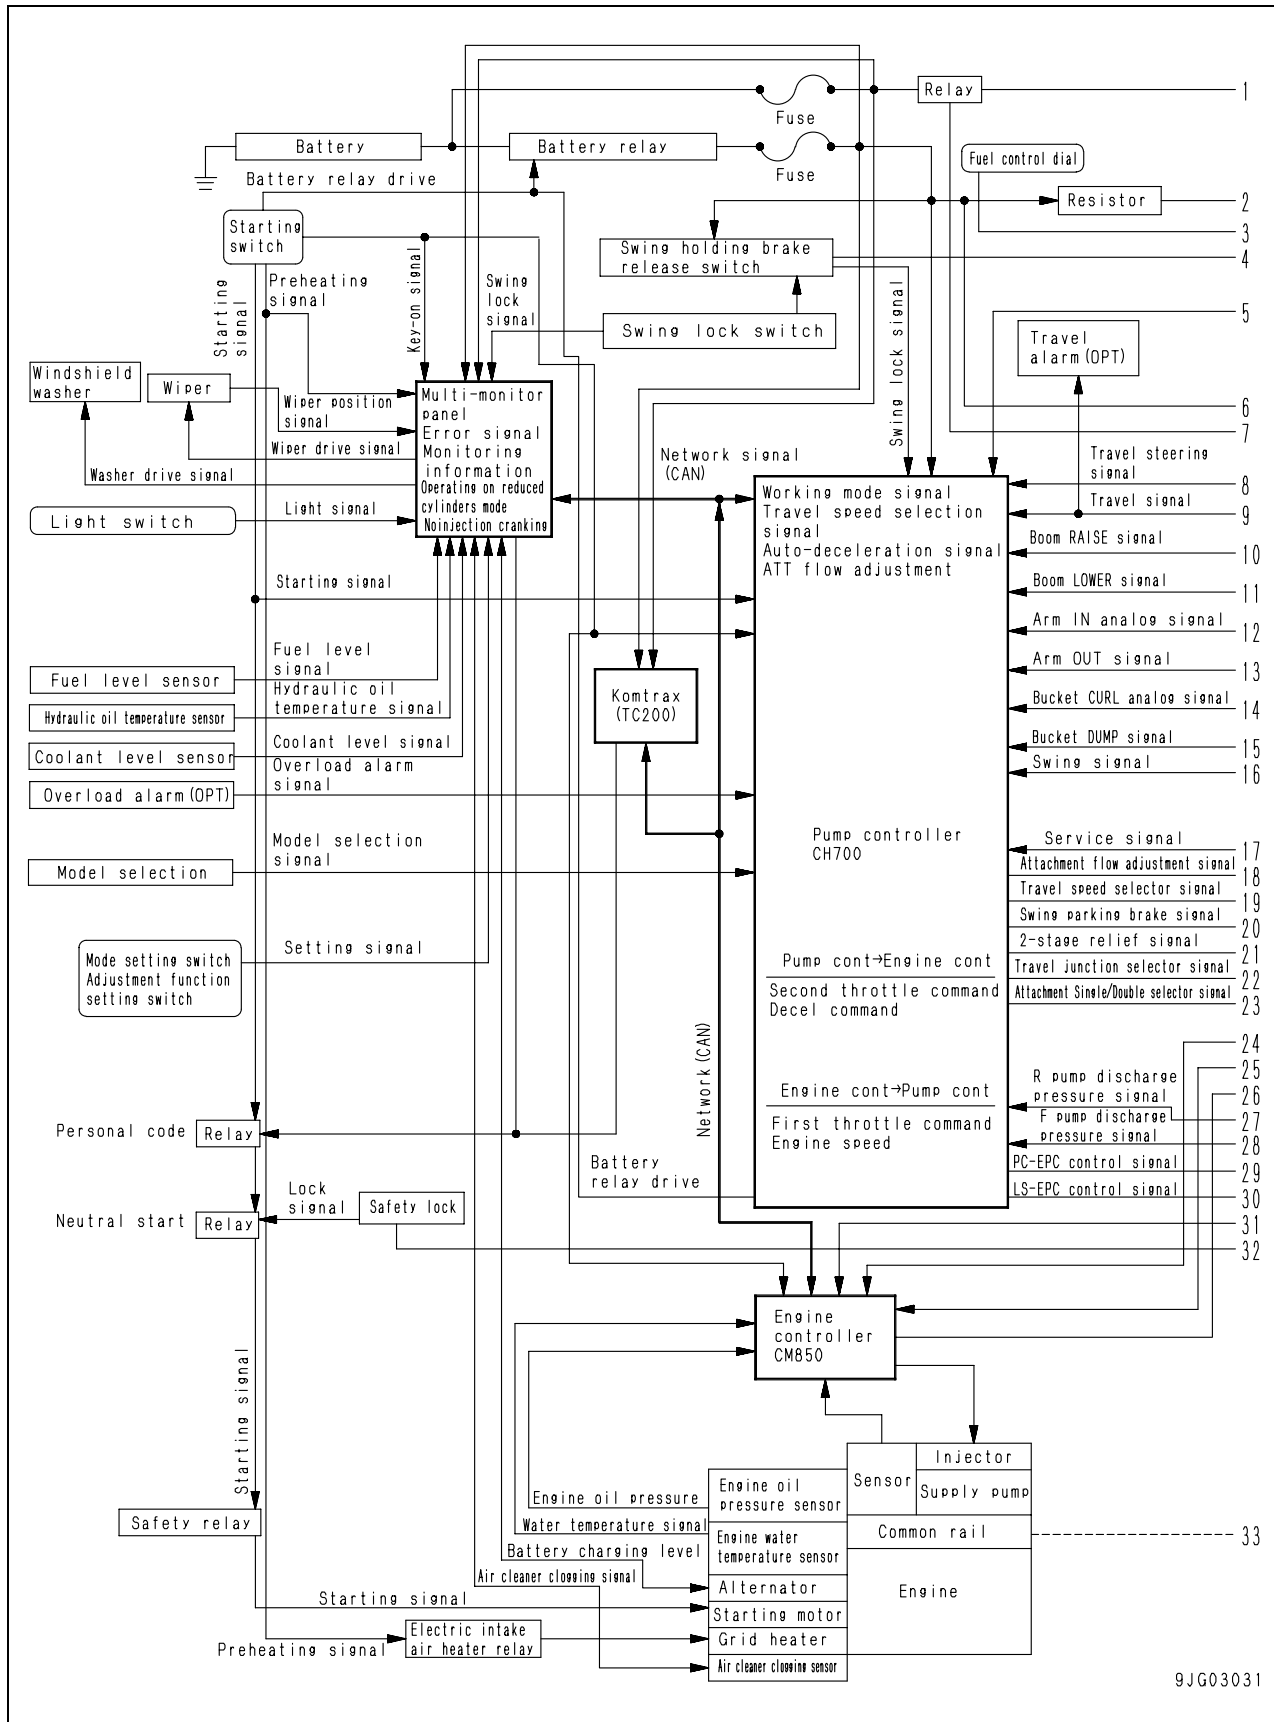 Fuse
Relay
1
Battery
Battery relay
Fuse
Fuel control dial
Battery relay drive
Resistor
2
Starting
switch
3
Swing holding brake
release switch
4
Preheating
signal
Starting
signal
Key-on signal
Swing
lock
signal
Swing lock switch
Swing lock signal
5
Travel
alarm(OPT)
Windshield
washer
Wiper
Wiper position
signal
Wiper drive signal
Washer drive signal
Multi-monitor
panel
Error signal
Monitoring
information
Operating on reduced
cylinders mode
Noinjection cranking
6
7
Network signal
(CAN)
Travel steering
signal
8
Light switch
Light signal
Working mode signal
Travel speed selection
signal
Auto-deceleration signal
ATT flow adjustment
Travel signal
9
Boom RAISE signal
10
Starting signal
Boom LOWER signal
11
Arm IN analog signal
12
Fuel level sensor
Fuel level
signal
Arm OUT signal
13
Hydraulic oil temperature sensor
Hydraulic oil
temperature signal
Komtrax
(TC200)
Bucket CURL analog signal
14
Coolant level sensor
Coolant level signal
Bucket DUMP signal
15
Overload alarm(OPT)
Overload alarm
signal
Swing signal
16
Pump controller
CH700
Model selection
Model selection
signal
Service signal
17
Attachment flow adjustment signal
18
Travel speed selector signal
19
Swing parking brake signal
20
2-stage relief signal
21
Travel junction selector signal
22
Attachment Single/Double selector signal
23
Mode setting switch
Adjustment function
setting switch
Setting signal
Pump cont→Engine cont
Second throttle command
Decel command
Network(CAN)
24
25
26
Engine cont→Pump cont
First throttle command
Engine speed
R pump discharge
pressure signal
27
F pump discharge
pressure signal
28
Personal code
Relay
PC-EPC control signal
29
LS-EPC control signal
30
Battery
relay drive
Neutral start
Relay
Lock
signal
Safety lock
31
32
Engine
controller
CM850
Starting signal
Injector
Sensor
Supply pump
Engine oil pressure
Engine oil
pressure sensor
Safety relay
Water temperature signal
Engine water
temperature sensor
Common rail
33
Battery charging level
Air cleaner clogging signal
Alternator
Engine
Starting signal
Starting motor
Preheating signal
Electric intake
air heater relay
Grid heater
Air cleaner clogging sensor
9JG03031